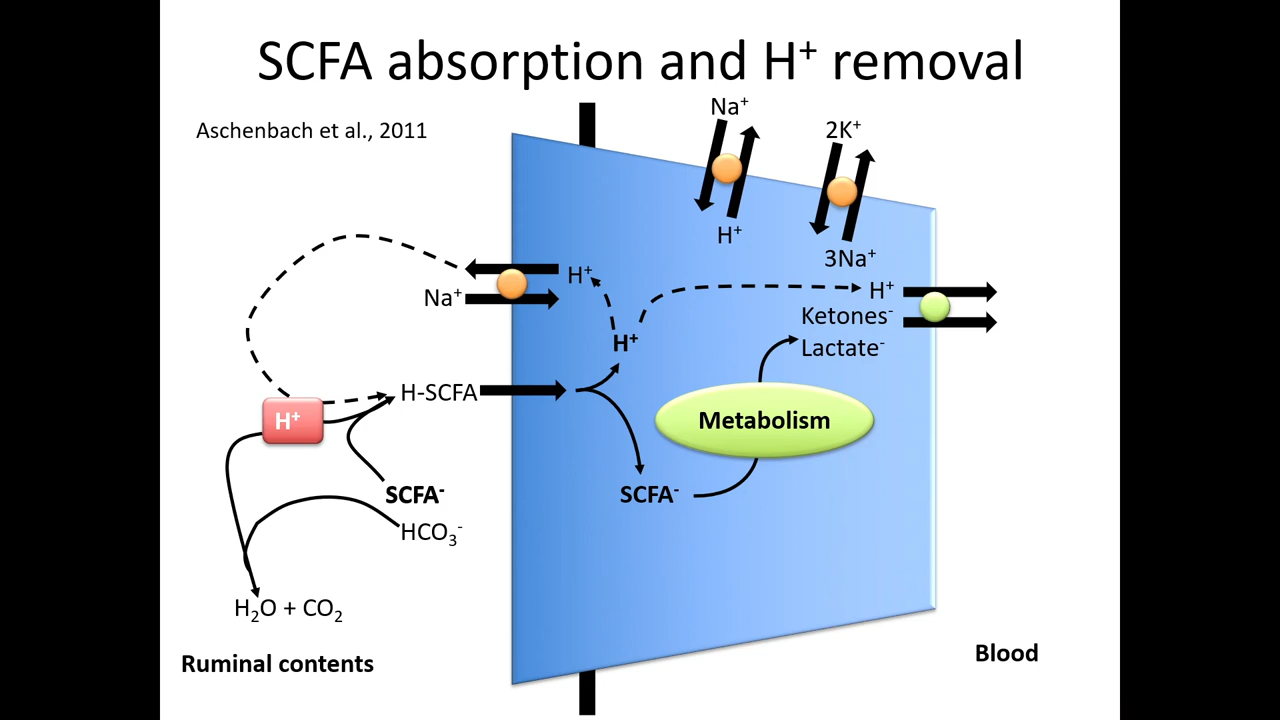 SCFA absorption and H⁺ removal
Aschenbach et al., 2011
Na⁺
2K⁺
H⁺
3Na⁺
H⁺
Na⁺
H⁺
H⁺
Ketones⁻
Lactate⁻
H-SCFA
H⁺
Metabolism
SCFA⁻
SCFA⁻
HCO₃⁻
H₂O + CO₂
Ruminal contents
Blood